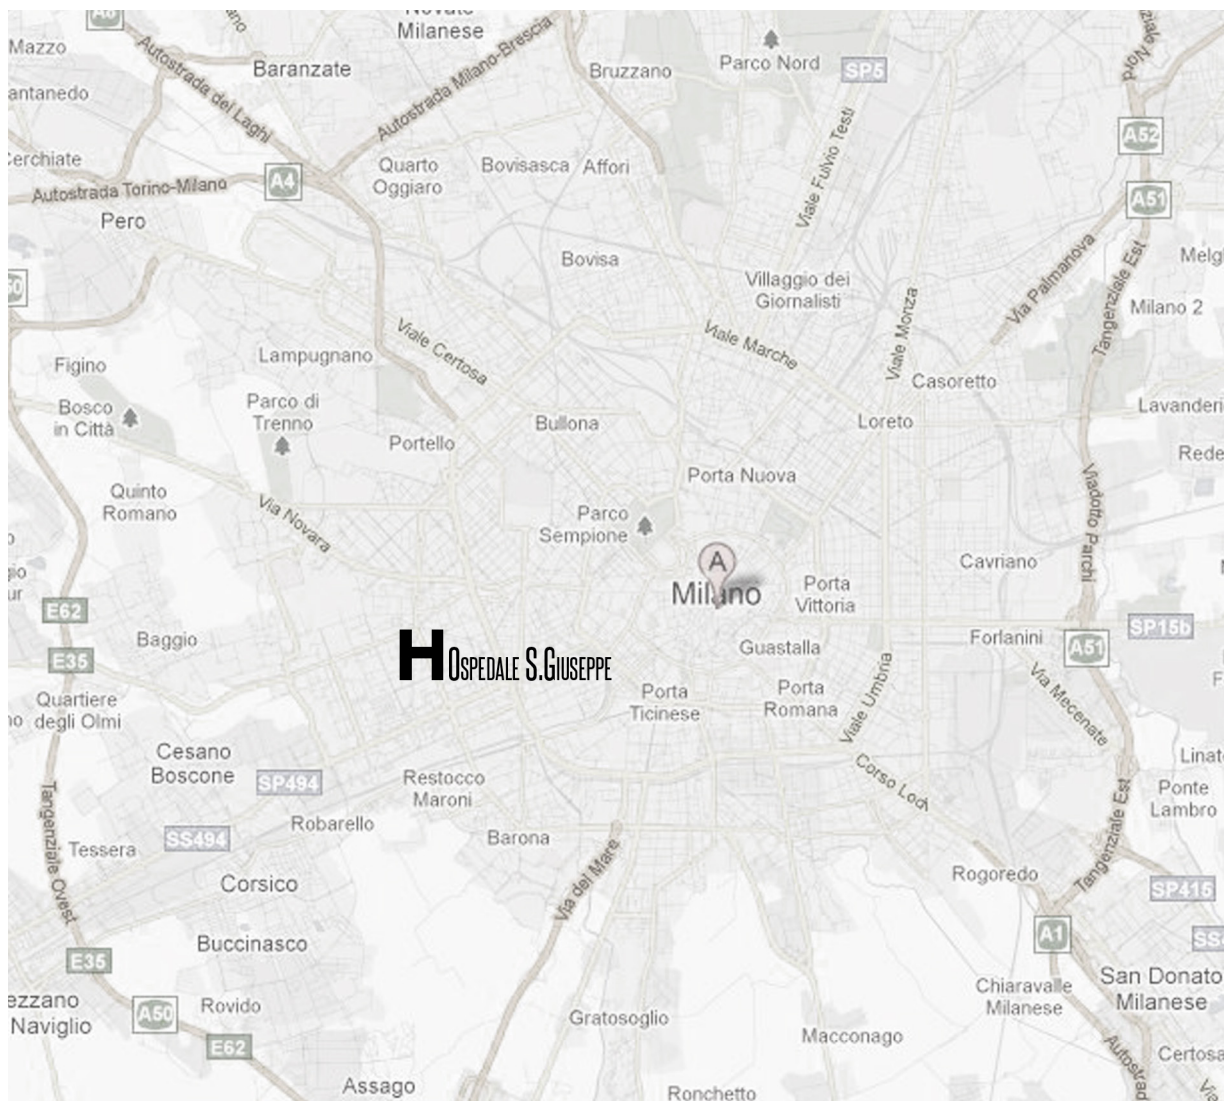 A8
Novate
Milanese
Mazzo
Baranzate
Autostrada dei Laghi
Autostrada Milano-Brescia
Bruzzano
Parco Nord
SP5
antanedo
Viale Fulvio Testi
A52
Cerchiate
Quarto
Oggiaro
Bovisasca
Affori
A4
Autostrada Torino-Milano
A51
Pero
Bovisa
Villaggio dei
Giornalisti
Via Palmanova
Tangenziale Est
Melg
Milano 2
Viale Certosa
Viale Marche
Viale Monza
Figino
Lampugnano
Casoretto
Bosco
in Città
Parco di
Trenno
Lavanderi
Portello
Bullona
Loreto
Rede
Porta Nuova
Viadotto Parchi
Quinto
Romano
Via Novara
Parco
Sempione
A
Milano
Cavriano
Porta
Vittoria
E62
SP15b
Baggio
Forlanini
A51
Guastalla
H OSPEDALE S.GIUSEPPE
E35
Quartiere
degli Olmi
Porta
Ticinese
Porta
Romana
Viale Umbria
Via Mecenate
Cesano
Boscone
SP494
Restocco
Maroni
Corso Lodi
Linat
Ponte
Lambro
Tangenziale Ovest
SS494
Robarello
Barona
Tessera
Via del Mare
Tangenziale Est
Corsico
Rogoredo
SP415
Buccinasco
A1
E35
San Donato
Milanese
Chiaravalle
Milanese
ezzano
Naviglio
A50
Rovido
Gratosoglio
Macconago
E62
Certosa
Autostra
Assago
Ronchetto
Via